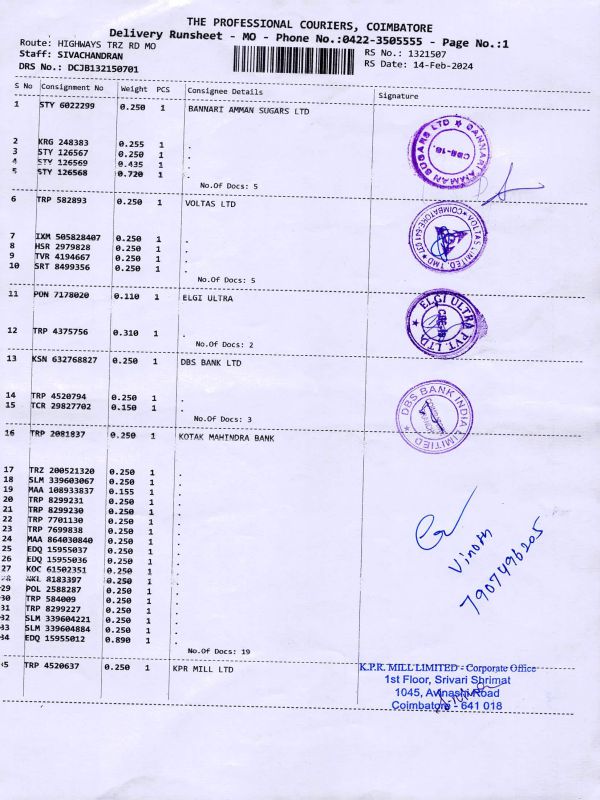 THE PROFESSIONAL COURIERS, COIMBATORE
Delivery Runsheet - MO - Phone No.:0422-3505555 - Page No.:1
Route: HIGHWAYS TRZ RD MO
Staff: SIVACHANDRAN
DRS No.: DCJB132150701
RS No.: 1321507
RS Date: 14-Feb-2024
S No Consignment No Weight PCS Consignee Details Signature
1 STY 6022299 0.250 1 BANNARI AMMAN SUGARS LTD
2 KRG 248383 0.255 1 .
3 STY 126567 0.250 1 .
4 STY 126569 0.435 1 .
5 STY 126568 0.720 1 .
No.Of Docs: 5
BANNARI AMMAN SUGARS LTD
CBE-18
6 TRP 582893 0.250 1 VOLTAS LTD
7 IXM 505828407 0.250 1 .
8 HSR 2979828 0.250 1 .
9 TVR 4194667 0.250 1 .
10 SRT 8499356 0.250 1 .
No.Of Docs: 5
VOLTAS LIMITED
COIMBATORE-641
11 PON 7178020 0.110 1 ELGI ULTRA
12 TRP 4375756 0.310 1 .
No.Of Docs: 2
ELGI ULTRA PVT LTD
13 KSN 632768827 0.250 1 DBS BANK LTD
14 TRP 4520794 0.250 1 .
15 TCR 29827702 0.150 1 .
No.Of Docs: 3
DBS BANK INDIA LIMITIED
16 TRP 2081837 0.250 1 KOTAK MAHINDRA BANK
17 TRZ 200521320 0.250 1 .
18 SLM 339603067 0.250 1 .
19 MAA 108933837 0.155 1 .
20 TRP 8299231 0.250 1 .
21 TRP 8299230 0.250 1 .
22 TRP 7701130 0.250 1 .
23 TRP 7699838 0.250 1 .
24 MAA 864030840 0.250 1 .
25 EDQ 15955037 0.250 1 .
26 EDQ 15955036 0.250 1 .
27 KOC 61502351 0.250 1 .
28 NKL 8183397 0.250 1 .
29 POL 2588287 0.250 1 .
30 TRP 584009 0.250 1 .
31 TRP 8299227 0.250 1 .
32 SLM 339604221 0.250 1 .
33 SLM 339604884 0.250 1 .
34 EDQ 15955012 0.890 1 .
No.Of Docs: 19
Vinoth
7907496205
35 TRP 4520637 0.250 1 KPR MILL LTD
K.P.R. MILL LIMITED - Corporate Office
1st Floor, Srivari Shrimat
1045, Avinashi Road
Coimbatore - 641 018